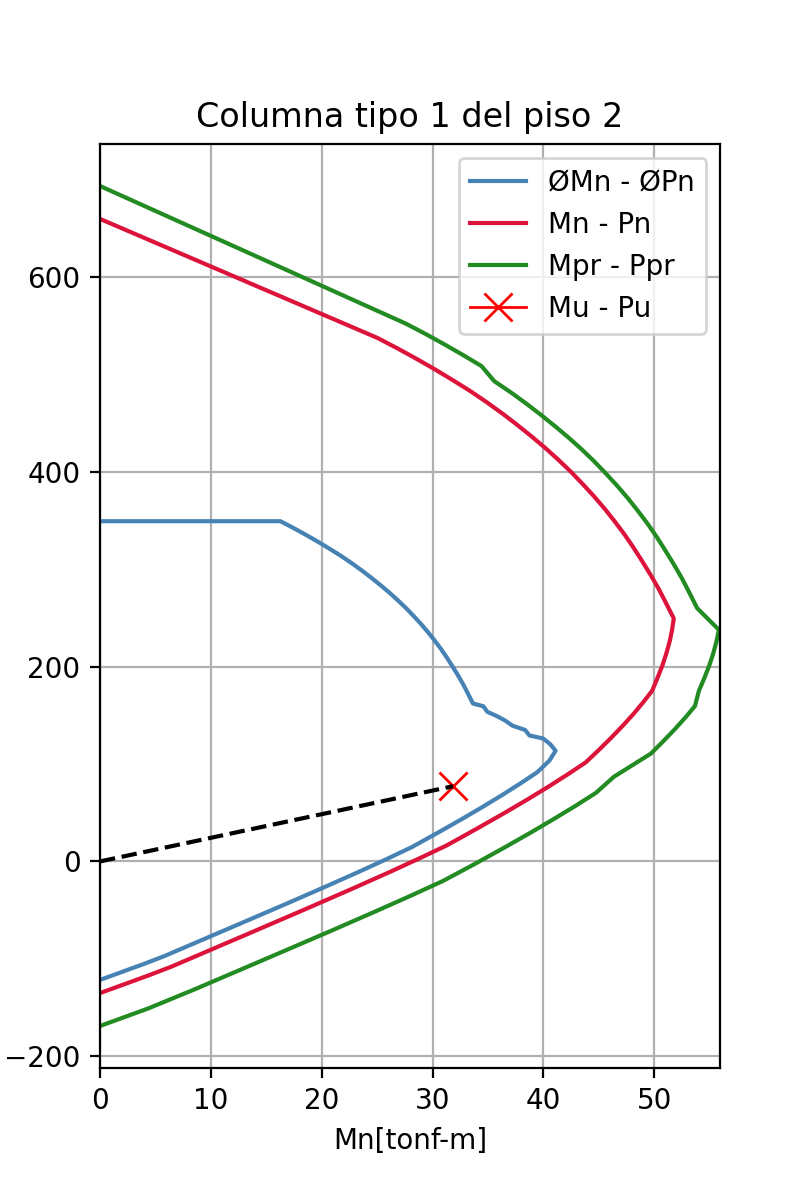 Columna tipo 1 del piso 2
ØMn - ØPn
Mn - Pn
Mpr - Ppr
Mu - Pu
600
400
200
0
−200
0 10 20 30 40 50
Mn[tonf-m]